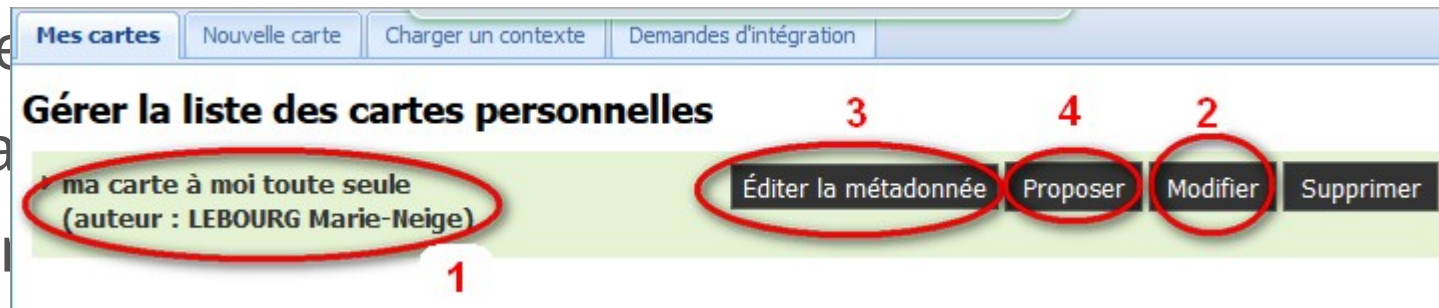 Mes cartes Nouvelle carte Charger un contexte Demandes d'intégration
Gérer la liste des cartes personnelles
3 4 2
ma carte à moi toute seule Éditer la métadonnée Proposer Modifier Supprimer
(auteur : LEBOURG Marie-Neige)
1